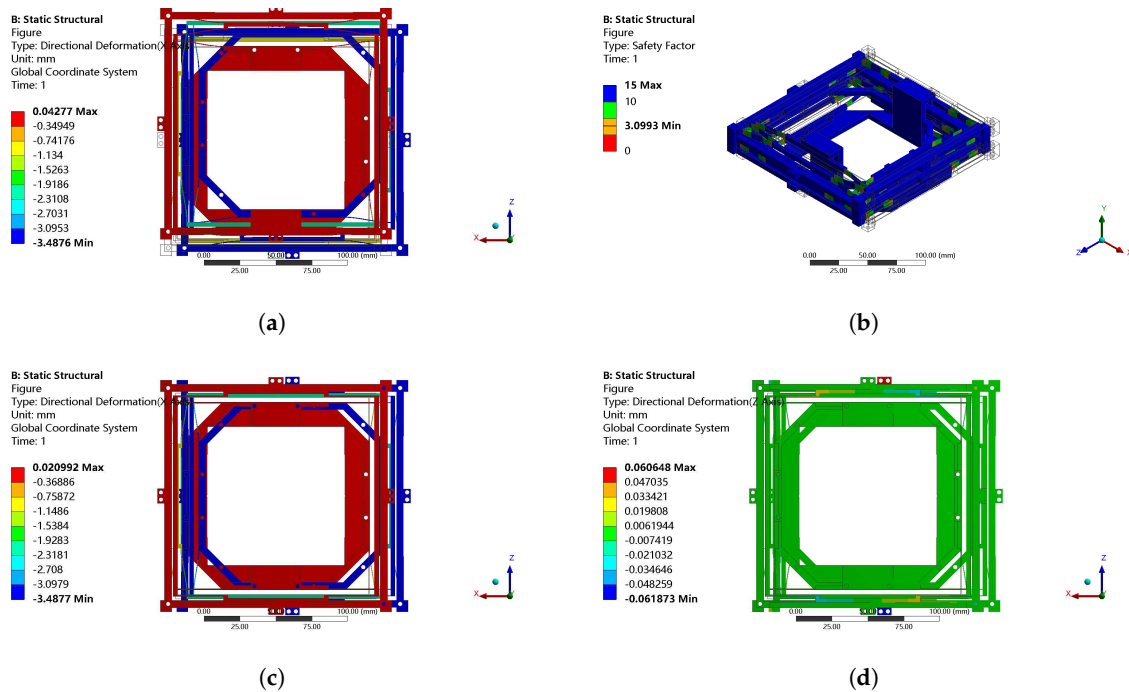 B: Static Structural
Figure
Type: Directional Deformation(X Axis)
Unit: mm
Global Coordinate System
Time: 1
0.04277 Max
-0.34949
-0.74176
-1.134
-1.5263
-1.9186
-2.3108
-2.7031
-3.0953
-3.4876 Min
Z
X
Y
0.00 50.00 100.00 (mm)
25.00 75.00
(a)
B: Static Structural
Figure
Type: Safety Factor
Time: 1
15 Max
10
3.0993 Min
0
Y
Z X
0.00 50.00 100.00 (mm)
25.00 75.00
(b)
B: Static Structural
Figure
Type: Directional Deformation(X Axis)
Unit: mm
Global Coordinate System
Time: 1
0.020992 Max
-0.36886
-0.75872
-1.1486
-1.5384
-1.9283
-2.3181
-2.708
-3.0979
-3.4877 Min
Z
X
Y
0.00 50.00 100.00 (mm)
25.00 75.00
(c)
B: Static Structural
Figure
Type: Directional Deformation(Z Axis)
Unit: mm
Global Coordinate System
Time: 1
0.060648 Max
0.047035
0.033421
0.019808
0.0061944
-0.007419
-0.021032
-0.034646
-0.048259
-0.061873 Min
Z
X
Y
0.00 50.00 100.00 (mm)
25.00 75.00
(d)